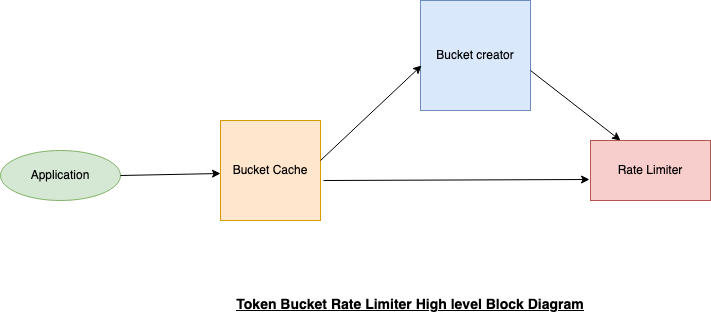 Bucket creator
Application
Bucket Cache
Rate Limiter
Token Bucket Rate Limiter High level Block Diagram